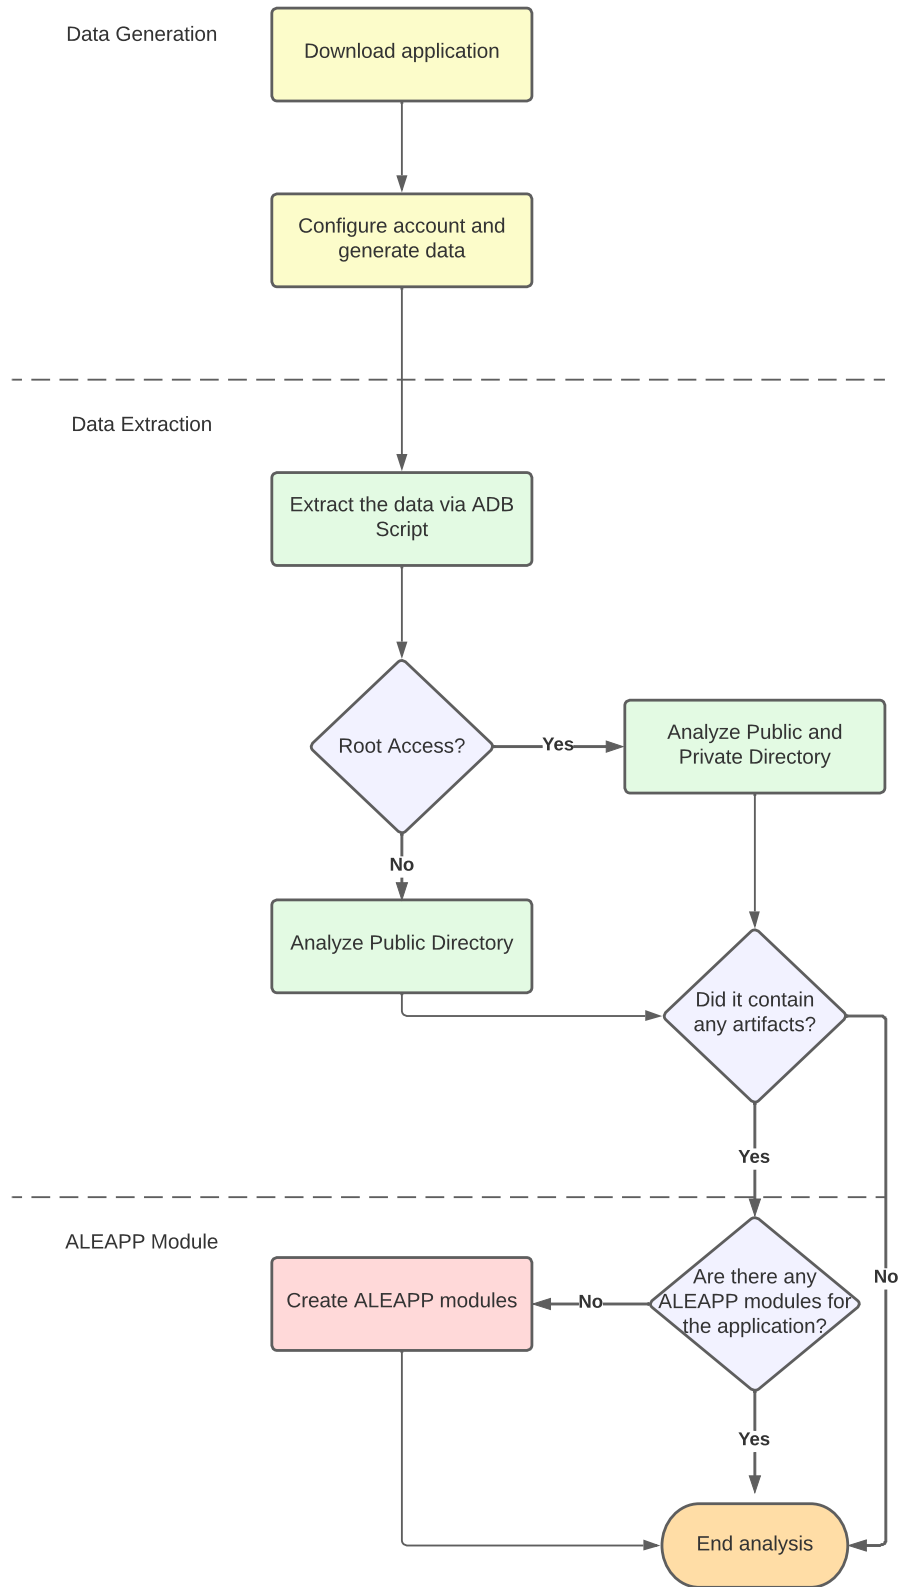 Data Generation
Download application
Configure account and
generate data
Data Extraction
Extract the data via ADB
Script
Root Access?
Yes
Analyze Public and
Private Directory
No
Analyze Public Directory
Did it contain
any artifacts?
Yes
ALEAPP Module
Create ALEAPP modules
No
Are there any
ALEAPP modules for
the application?
No
Yes
End analysis